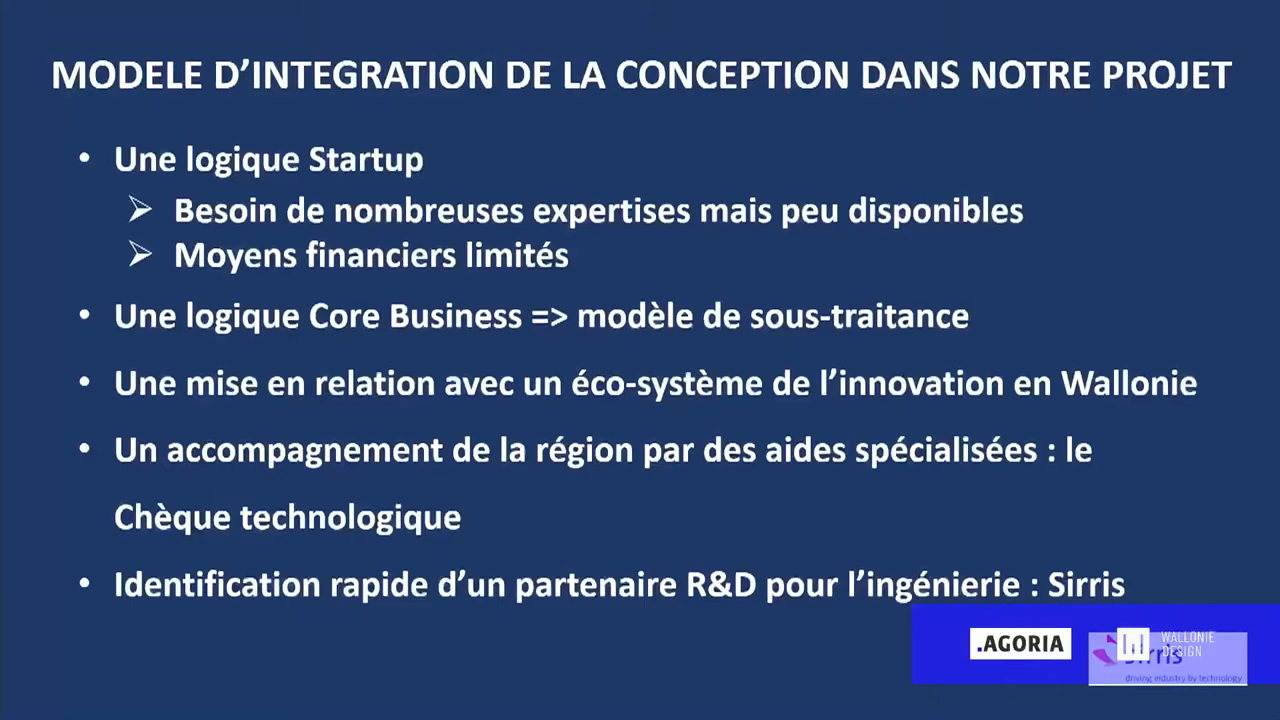 MODELE D’INTEGRATION DE LA CONCEPTION DANS NOTRE PROJET
• Une logique Startup
➢ Besoin de nombreuses expertises mais peu disponibles
➢ Moyens financiers limités
• Une logique Core Business => modèle de sous-traitance
• Une mise en relation avec un éco-système de l’innovation en Wallonie
• Un accompagnement de la région par des aides spécialisées : le
Chèque technologique
• Identification rapide d’un partenaire R&D pour l’ingénierie : Sirris
.AGORIA
WALLONIE
DESIGN
sirris
driving industry by technology